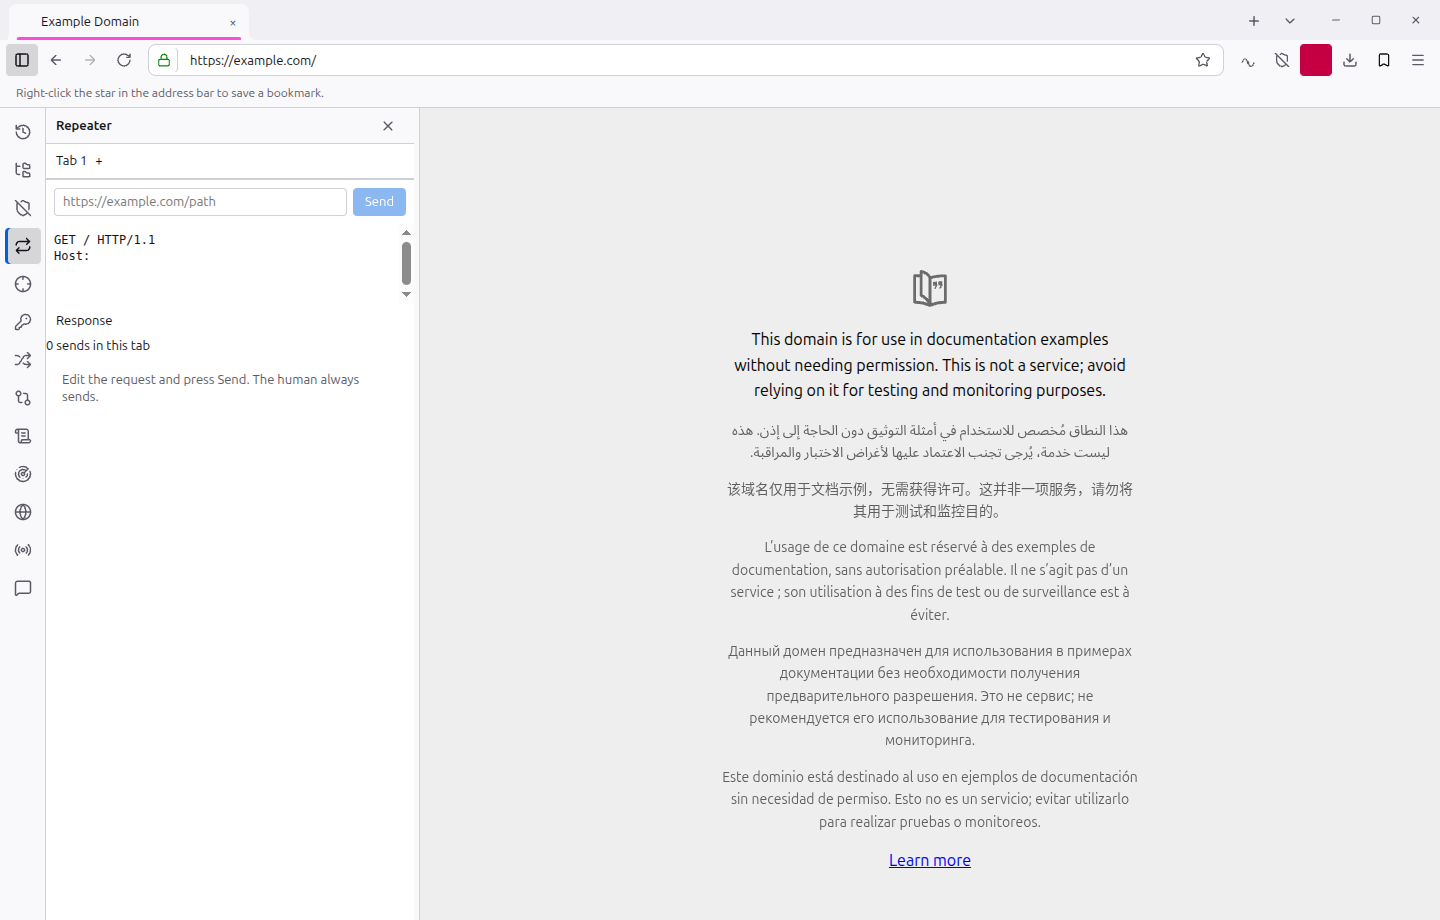 Example Domain
https://example.com/
Right-click the star in the address bar to save a bookmark.
Repeater
Tab 1 +
https://example.com/path
Send
GET / HTTP/1.1
Host:
Response
0 sends in this tab
Edit the request and press Send. The human always
sends.
This domain is for use in documentation examples
without needing permission. This is not a service; avoid
relying on it for testing and monitoring purposes.
هذا النطاق مُخصص للاستخدام في أمثلة التوثيق دون الحاجة إلى إذن. هذه
ليست خدمة، يُرجى تجنب الاعتماد عليها لأغراض الاختبار والمراقبة.
该域名仅用于文档示例，无需获得许可。这并非一项服务，请勿将
其用于测试和监控目的。
L’usage de ce domaine est réservé à des exemples de
documentation, sans autorisation préalable. Il ne s’agit pas d’un
service ; son utilisation à des fins de test ou de surveillance est à
éviter.
Данный домен предназначен для использования в примерах
документации без необходимости получения
предварительного разрешения. Это не сервис; не
рекомендуется его использование для тестирования и
мониторинга.
Este dominio está destinado al uso en ejemplos de documentación
sin necesidad de permiso. Esto no es un servicio; evitar utilizarlo
para realizar pruebas o monitoreos.
Learn more